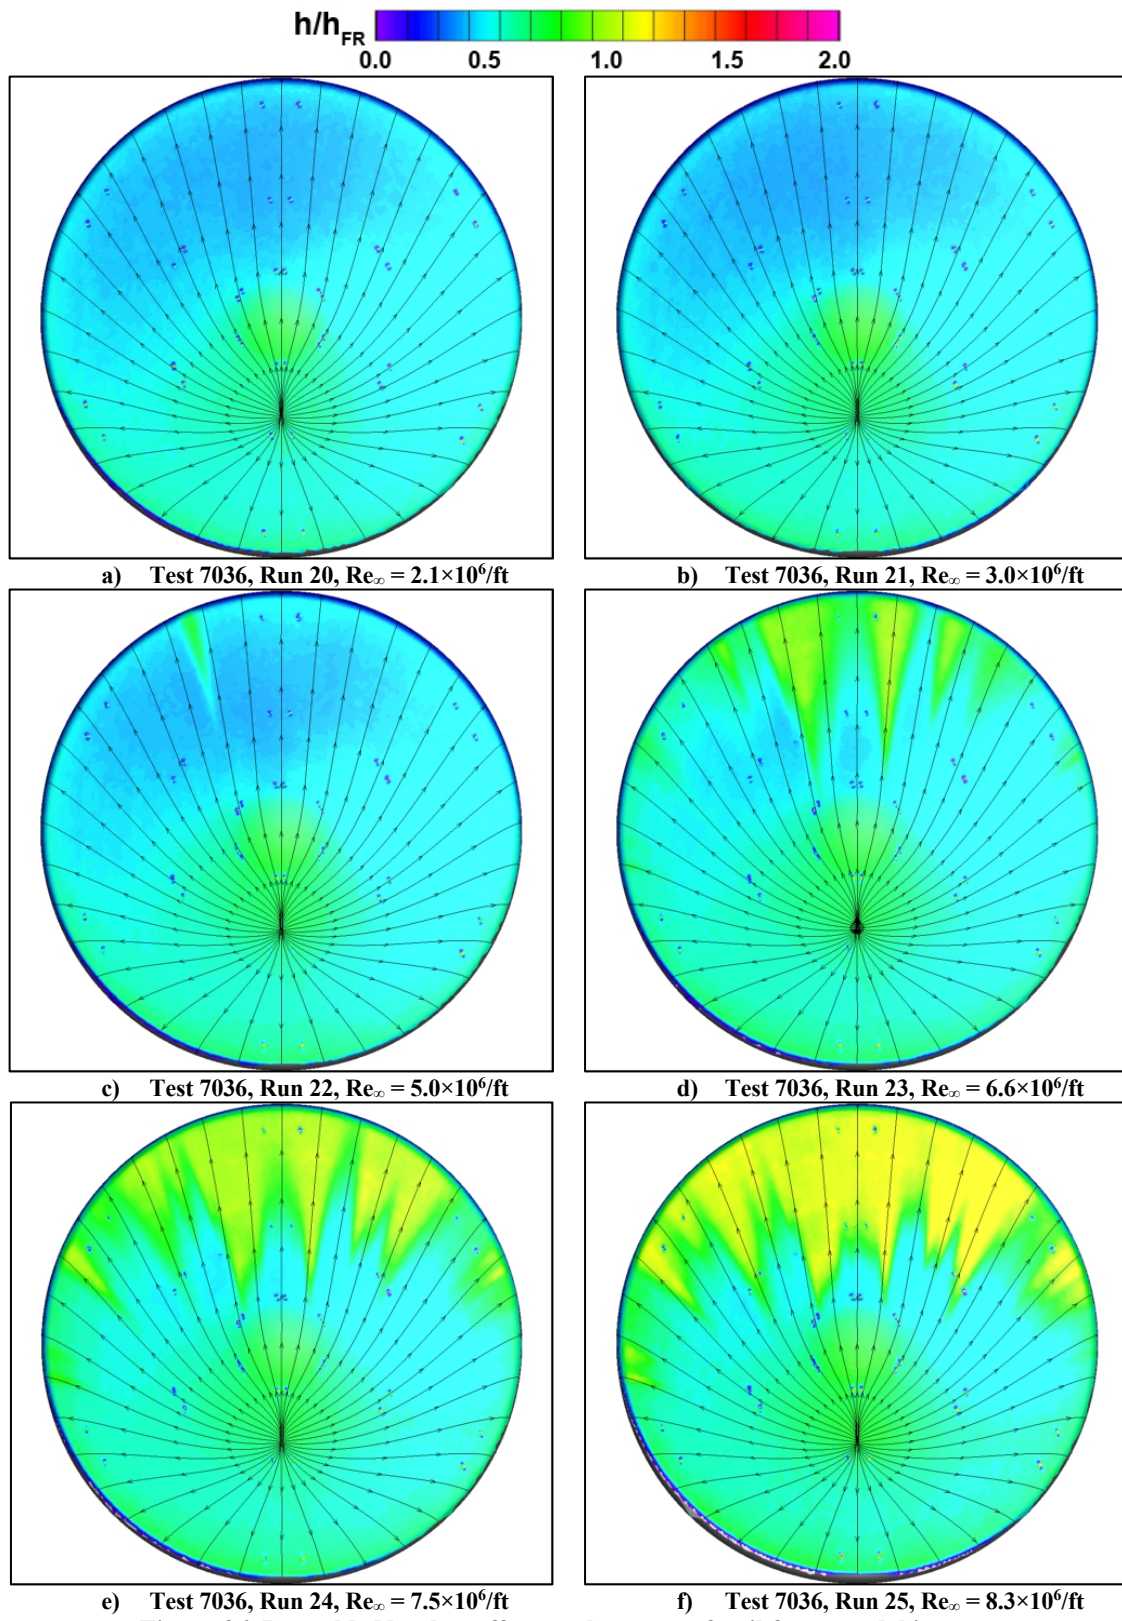 h/hFR
0.0 0.5 1.0 1.5 2.0
a) Test 7036, Run 20, Re∞ = 2.1×10⁶/ft
b) Test 7036, Run 21, Re∞ = 3.0×10⁶/ft
c) Test 7036, Run 22, Re∞ = 5.0×10⁶/ft
d) Test 7036, Run 23, Re∞ = 6.6×10⁶/ft
e) Test 7036, Run 24, Re∞ = 7.5×10⁶/ft
f) Test 7036, Run 25, Re∞ = 8.3×10⁶/ft